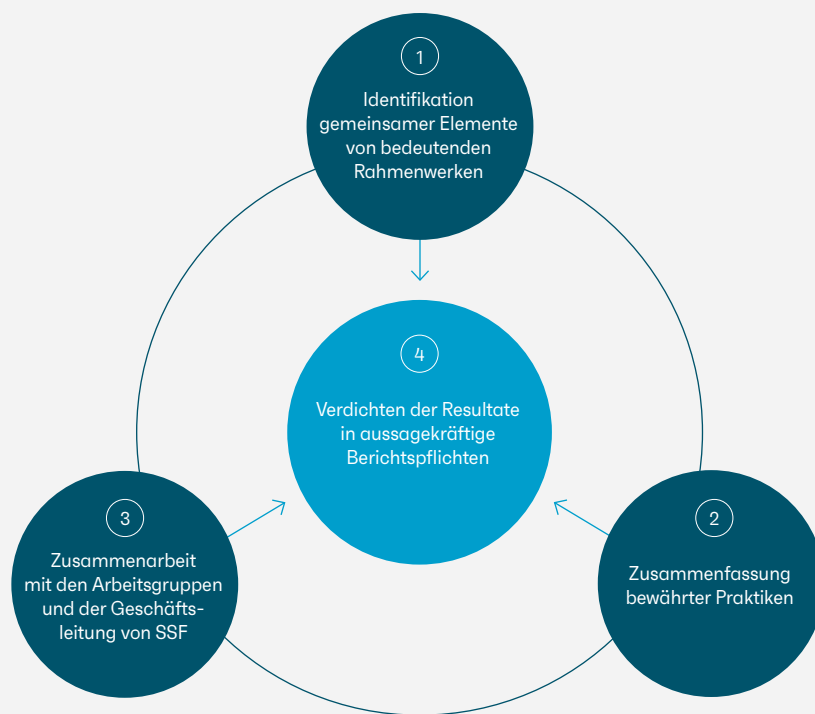 1
Identifikation
gemeinsamer Elemente
von bedeutenden
Rahmenwerken
4
Verdichten der Resultate
in aussagekräftige
Berichtspflichten
3
Zusammenarbeit
mit den Arbeitsgruppen
und der Geschäfts-
leitung von SSF
2
Zusammenfassung
bewährter Praktiken